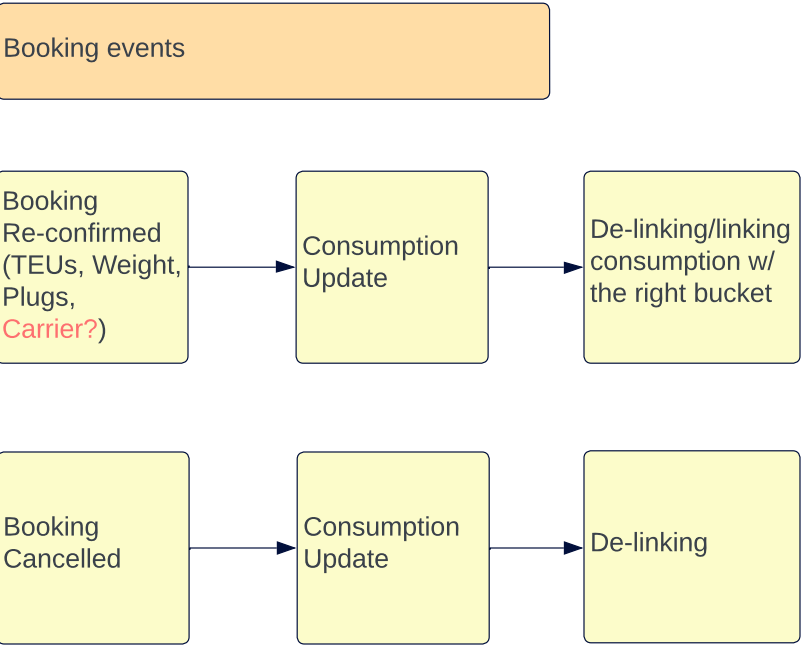 Booking events
Booking
Re-confirmed
(TEUs, Weight,
Plugs,
Carrier?)
Consumption
Update
De-linking/linking
consumption w/
the right bucket
Booking
Cancelled
Consumption
Update
De-linking